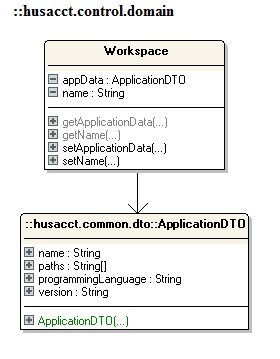 ::husacct.control.domain
Workspace
appData : ApplicationDTO
name : String
getApplicationData(...)
getName(...)
setApplicationData(...)
setName(...)
::husacct.common.dto::ApplicationDTO
name : String
paths : String[]
programmingLanguage : String
version : String
ApplicationDTO(...)